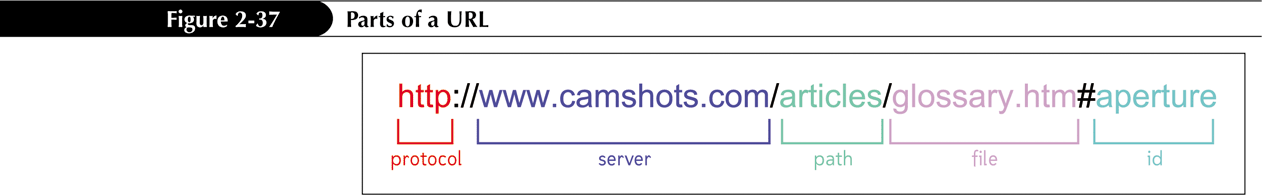 Figure 2-37 Parts of a URL
http://www.camshots.com/articles/glossary.htm#aperture
protocol server path file id